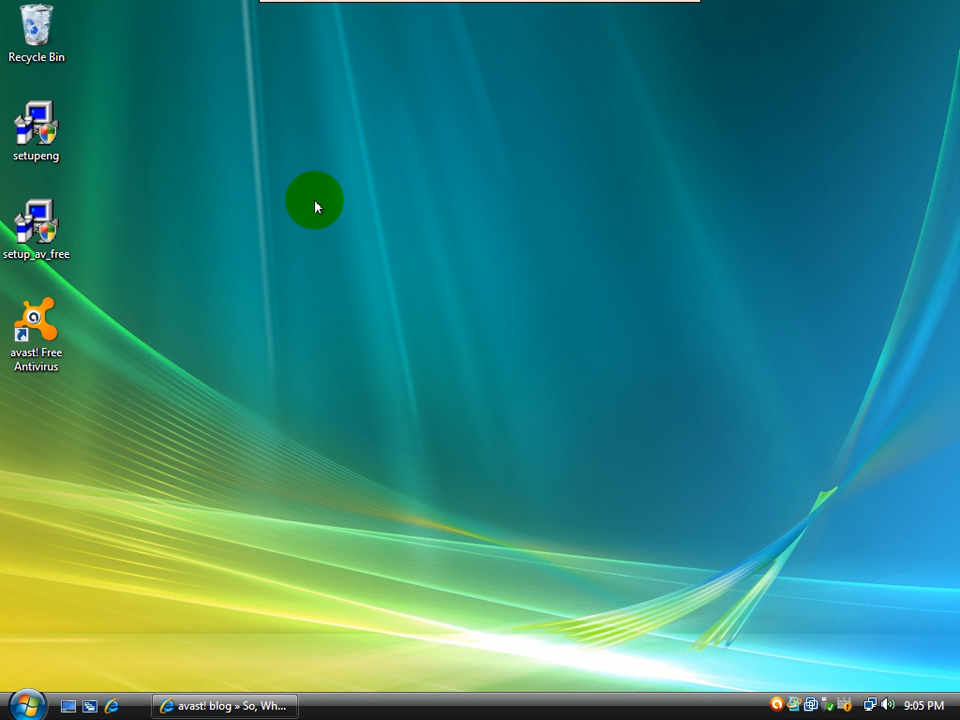 Recycle Bin
setupeng
setup_av_free
avast! Free
Antivirus
avast! blog » So, Wh...
9:05 PM